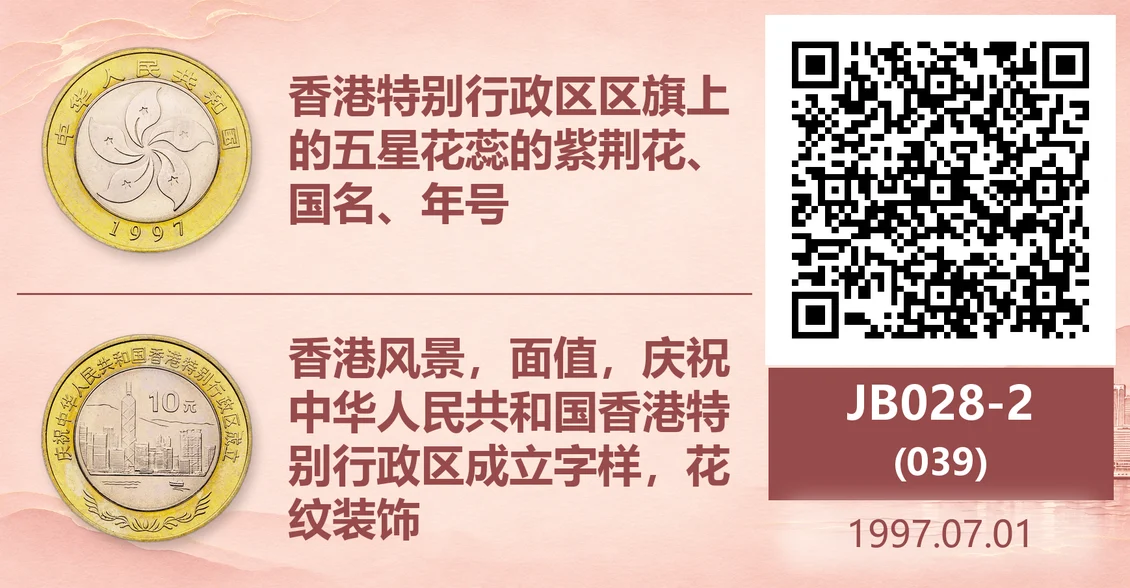 中华人民共和国
1997
香港特别行政区区旗上
的五星花蕊的紫荆花、
国名、年号
庆祝中华人民共和国香港特别行政区成立
10元
香港风景，面值，庆祝
中华人民共和国香港特
别行政区成立字样，花
纹装饰
JB028-2
(039)
1997.07.01